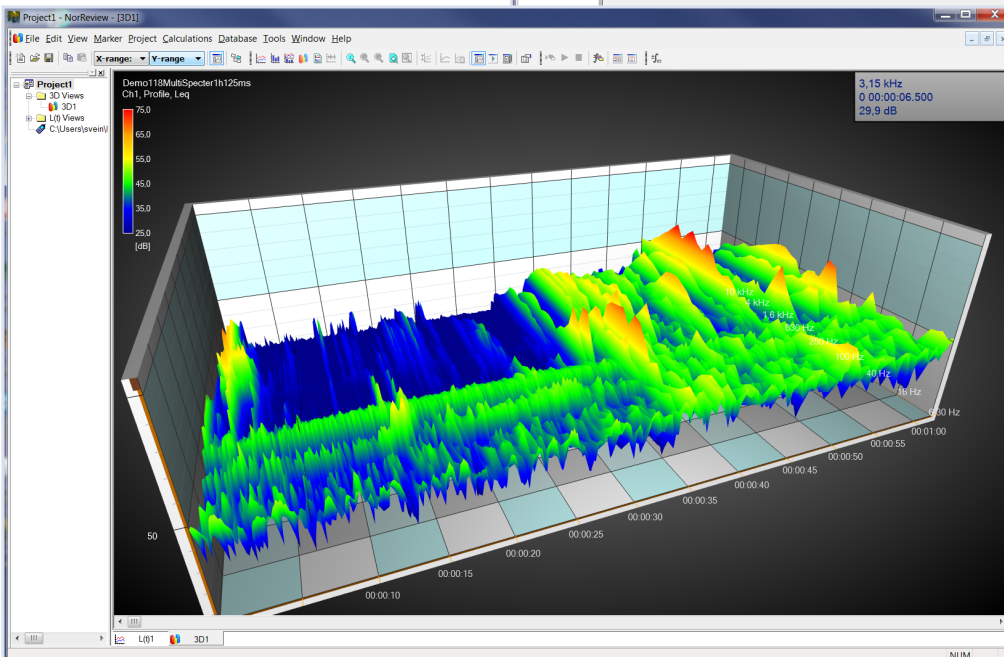 Project1 - NorReview - [3D1]
File Edit View Marker Project Calculations Database Tools Window Help
X-range: Y-range
Project1
3D Views
3D1
L(t) Views
C:\Users\svein\
Demo118MultiSpecter1h125ms
Ch1, Profile, Leq
75,0
65,0
55,0
45,0
35,0
25,0
[dB]
3,15 kHz
0 00:00:06.500
29,9 dB
10 kHz
4 kHz
1.6 kHz
630 Hz
250 Hz
100 Hz
40 Hz
16 Hz
6.30 Hz
00:01:00
00:00:55
00:00:50
00:00:45
00:00:40
00:00:35
00:00:30
00:00:25
00:00:20
00:00:15
00:00:10
50
L(t)1 3D1
NUM